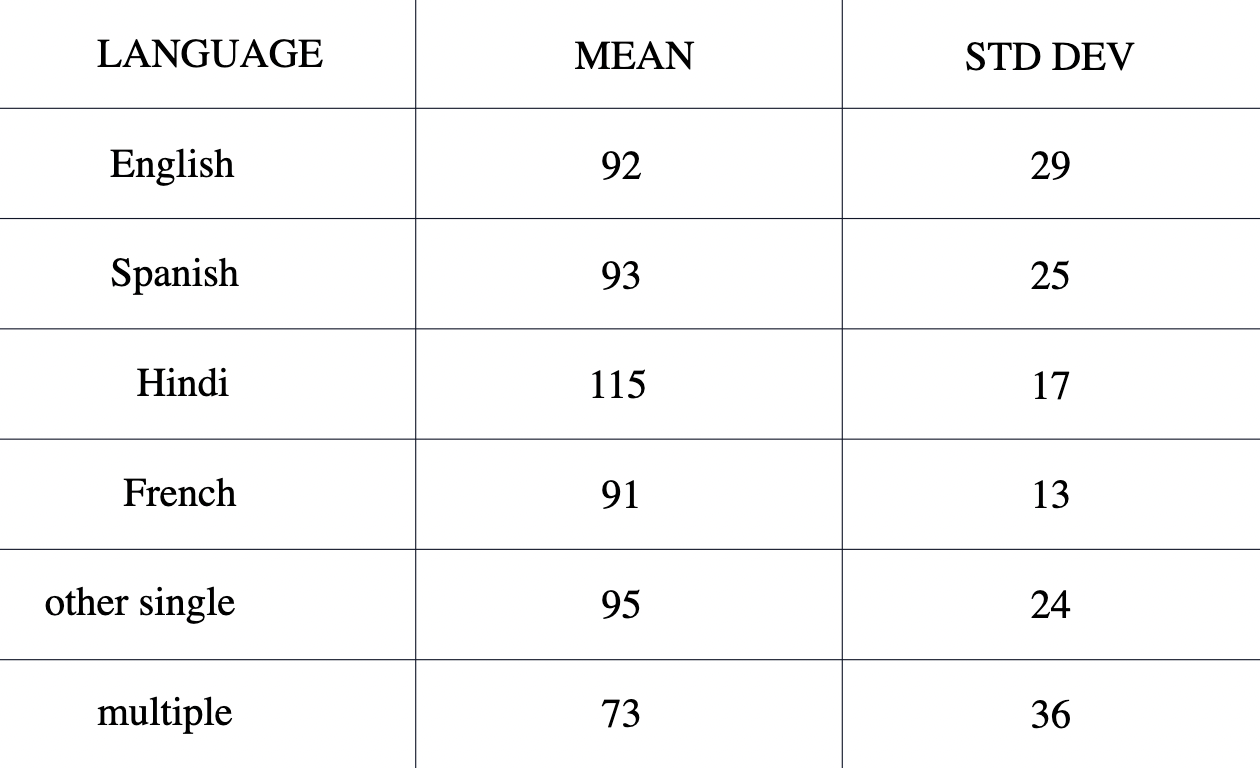 LANGUAGE MEAN STD DEV
English 92 29
Spanish 93 25
Hindi 115 17
French 91 13
other single 95 24
multiple 73 36